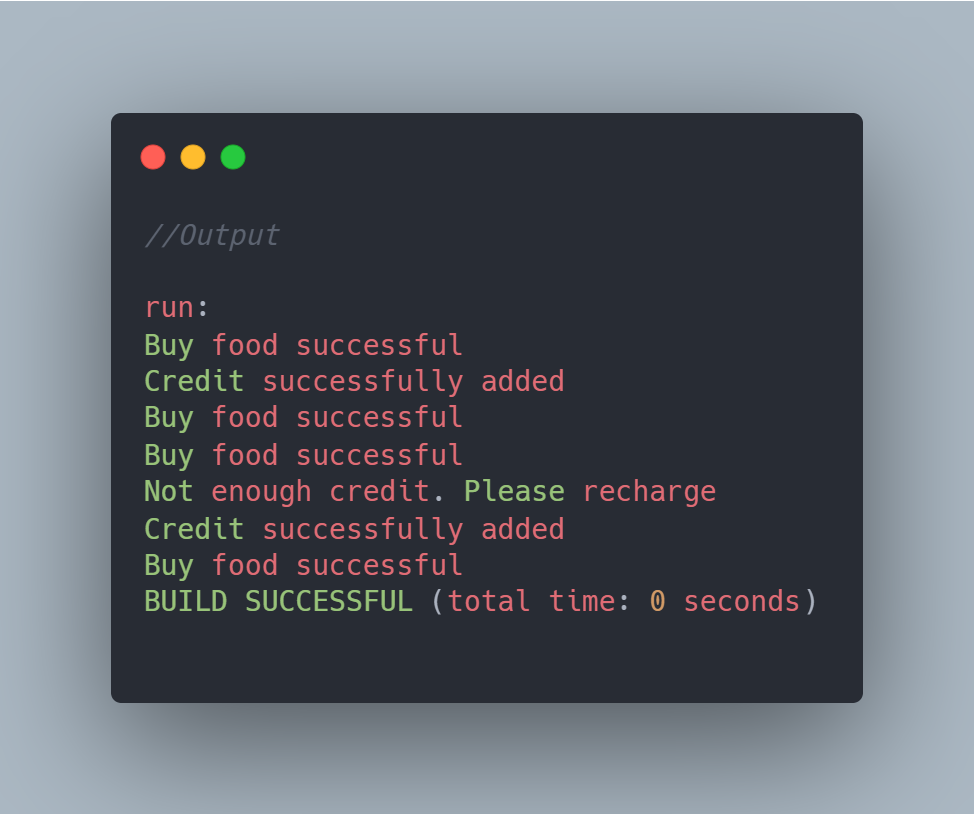 //Output
run:
Buy food successful
Credit successfully added
Buy food successful
Buy food successful
Not enough credit. Please recharge
Credit successfully added
Buy food successful
BUILD SUCCESSFUL (total time: 0 seconds)